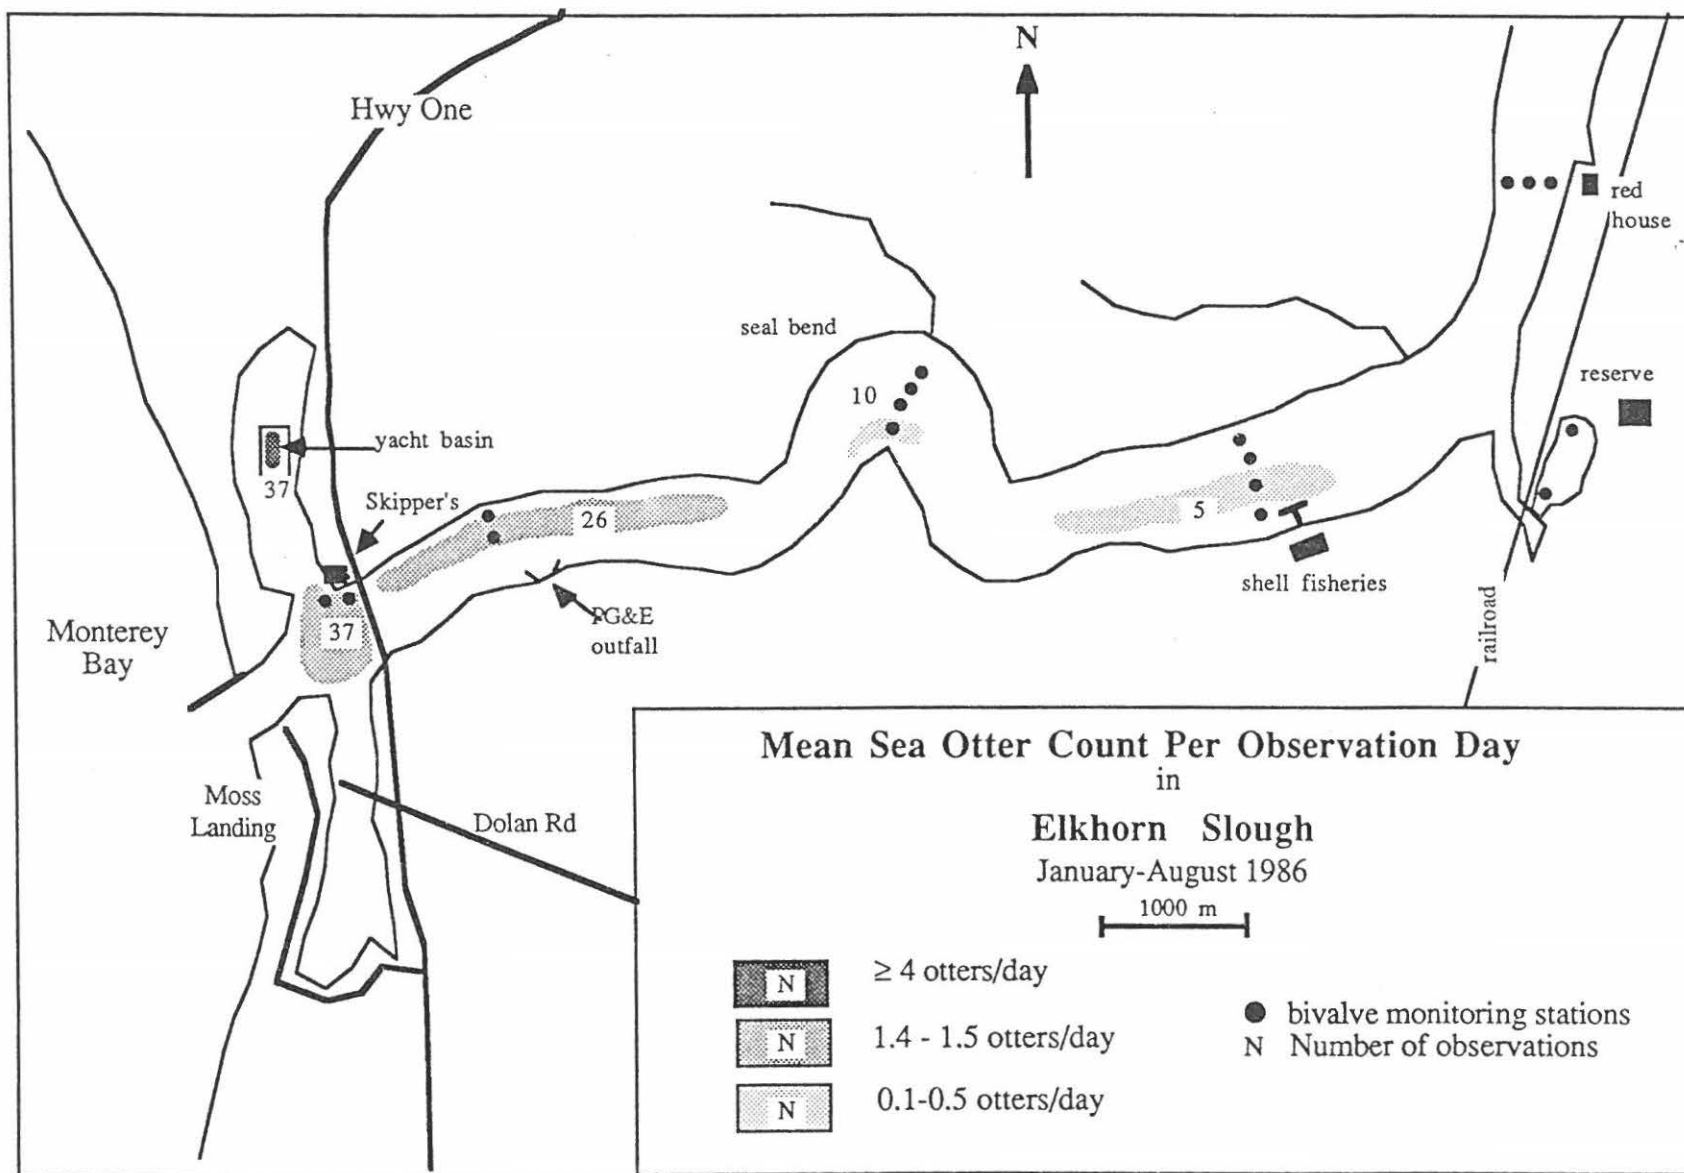 N
Hwy One
red
house
seal bend
reserve
10
yacht basin
37
Skipper's
26
5
shell fisheries
PG&E
outfall
37
Monterey
Bay
railroad
Moss
Landing
Dolan Rd
Mean Sea Otter Count Per Observation Day
in
Elkhorn Slough
January-August 1986
1000 m
N ≥ 4 otters/day
N 1.4 - 1.5 otters/day
N 0.1-0.5 otters/day
bivalve monitoring stations
N Number of observations